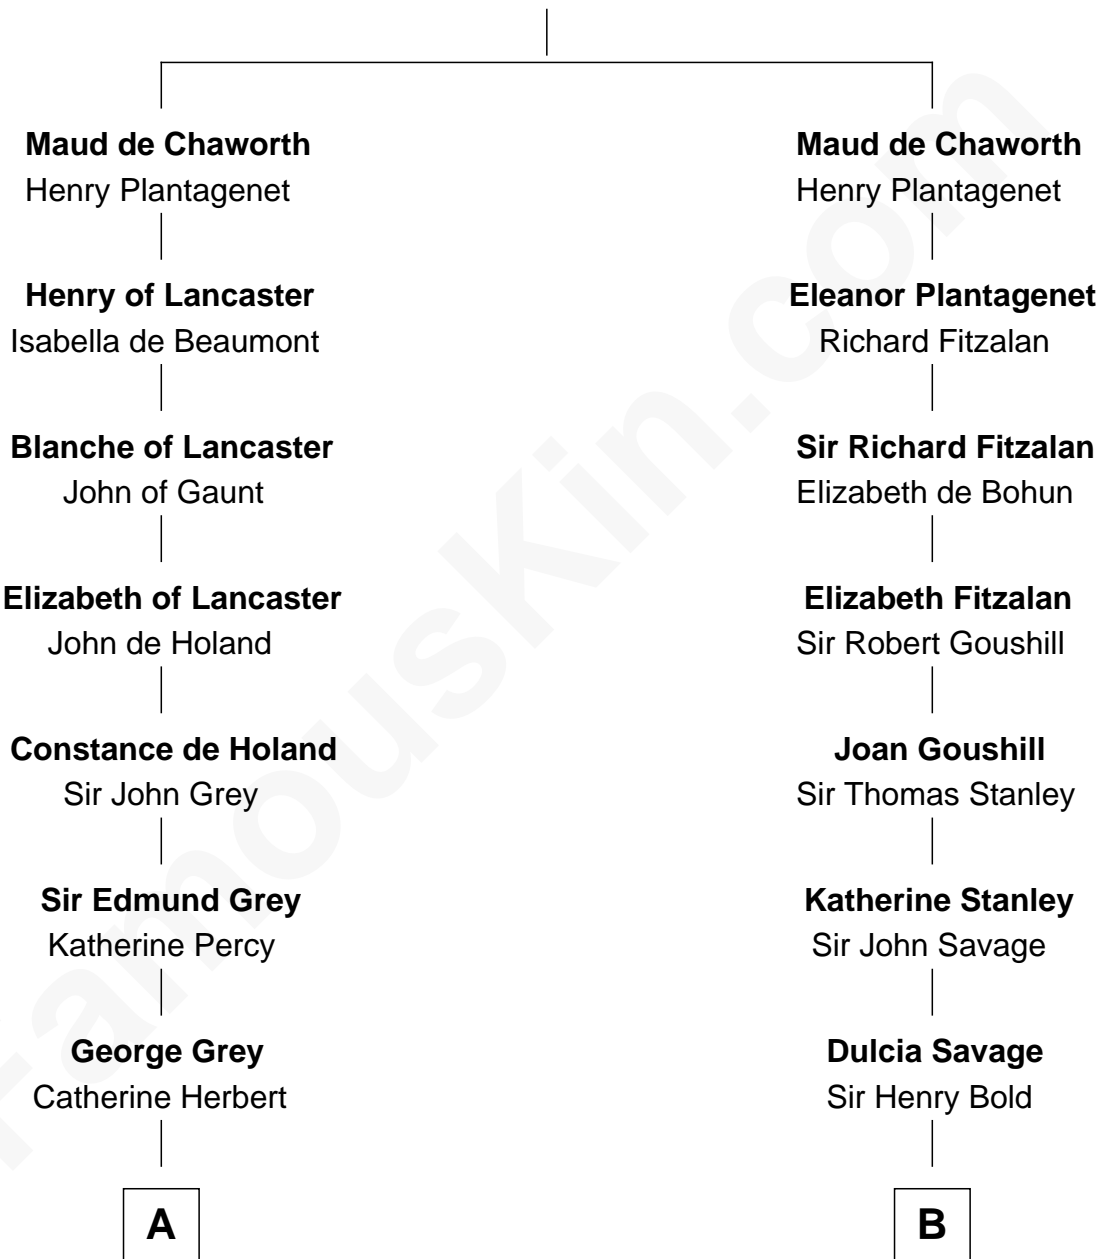 Maud de Chaworth
Henry Plantagenet
Henry of Lancaster
Isabella de Beaumont
Blanche of Lancaster
John of Gaunt
Elizabeth of Lancaster
John de Holand
Constance de Holand
Sir John Grey
Sir Edmund Grey
Katherine Percy
George Grey
Catherine Herbert
A
Maud de Chaworth
Henry Plantagenet
Eleanor Plantagenet
Richard Fitzalan
Sir Richard Fitzalan
Elizabeth de Bohun
Elizabeth Fitzalan
Sir Robert Goushill
Joan Goushill
Sir Thomas Stanley
Katherine Stanley
Sir John Savage
Dulcia Savage
Sir Henry Bold
B
FamousKin.com